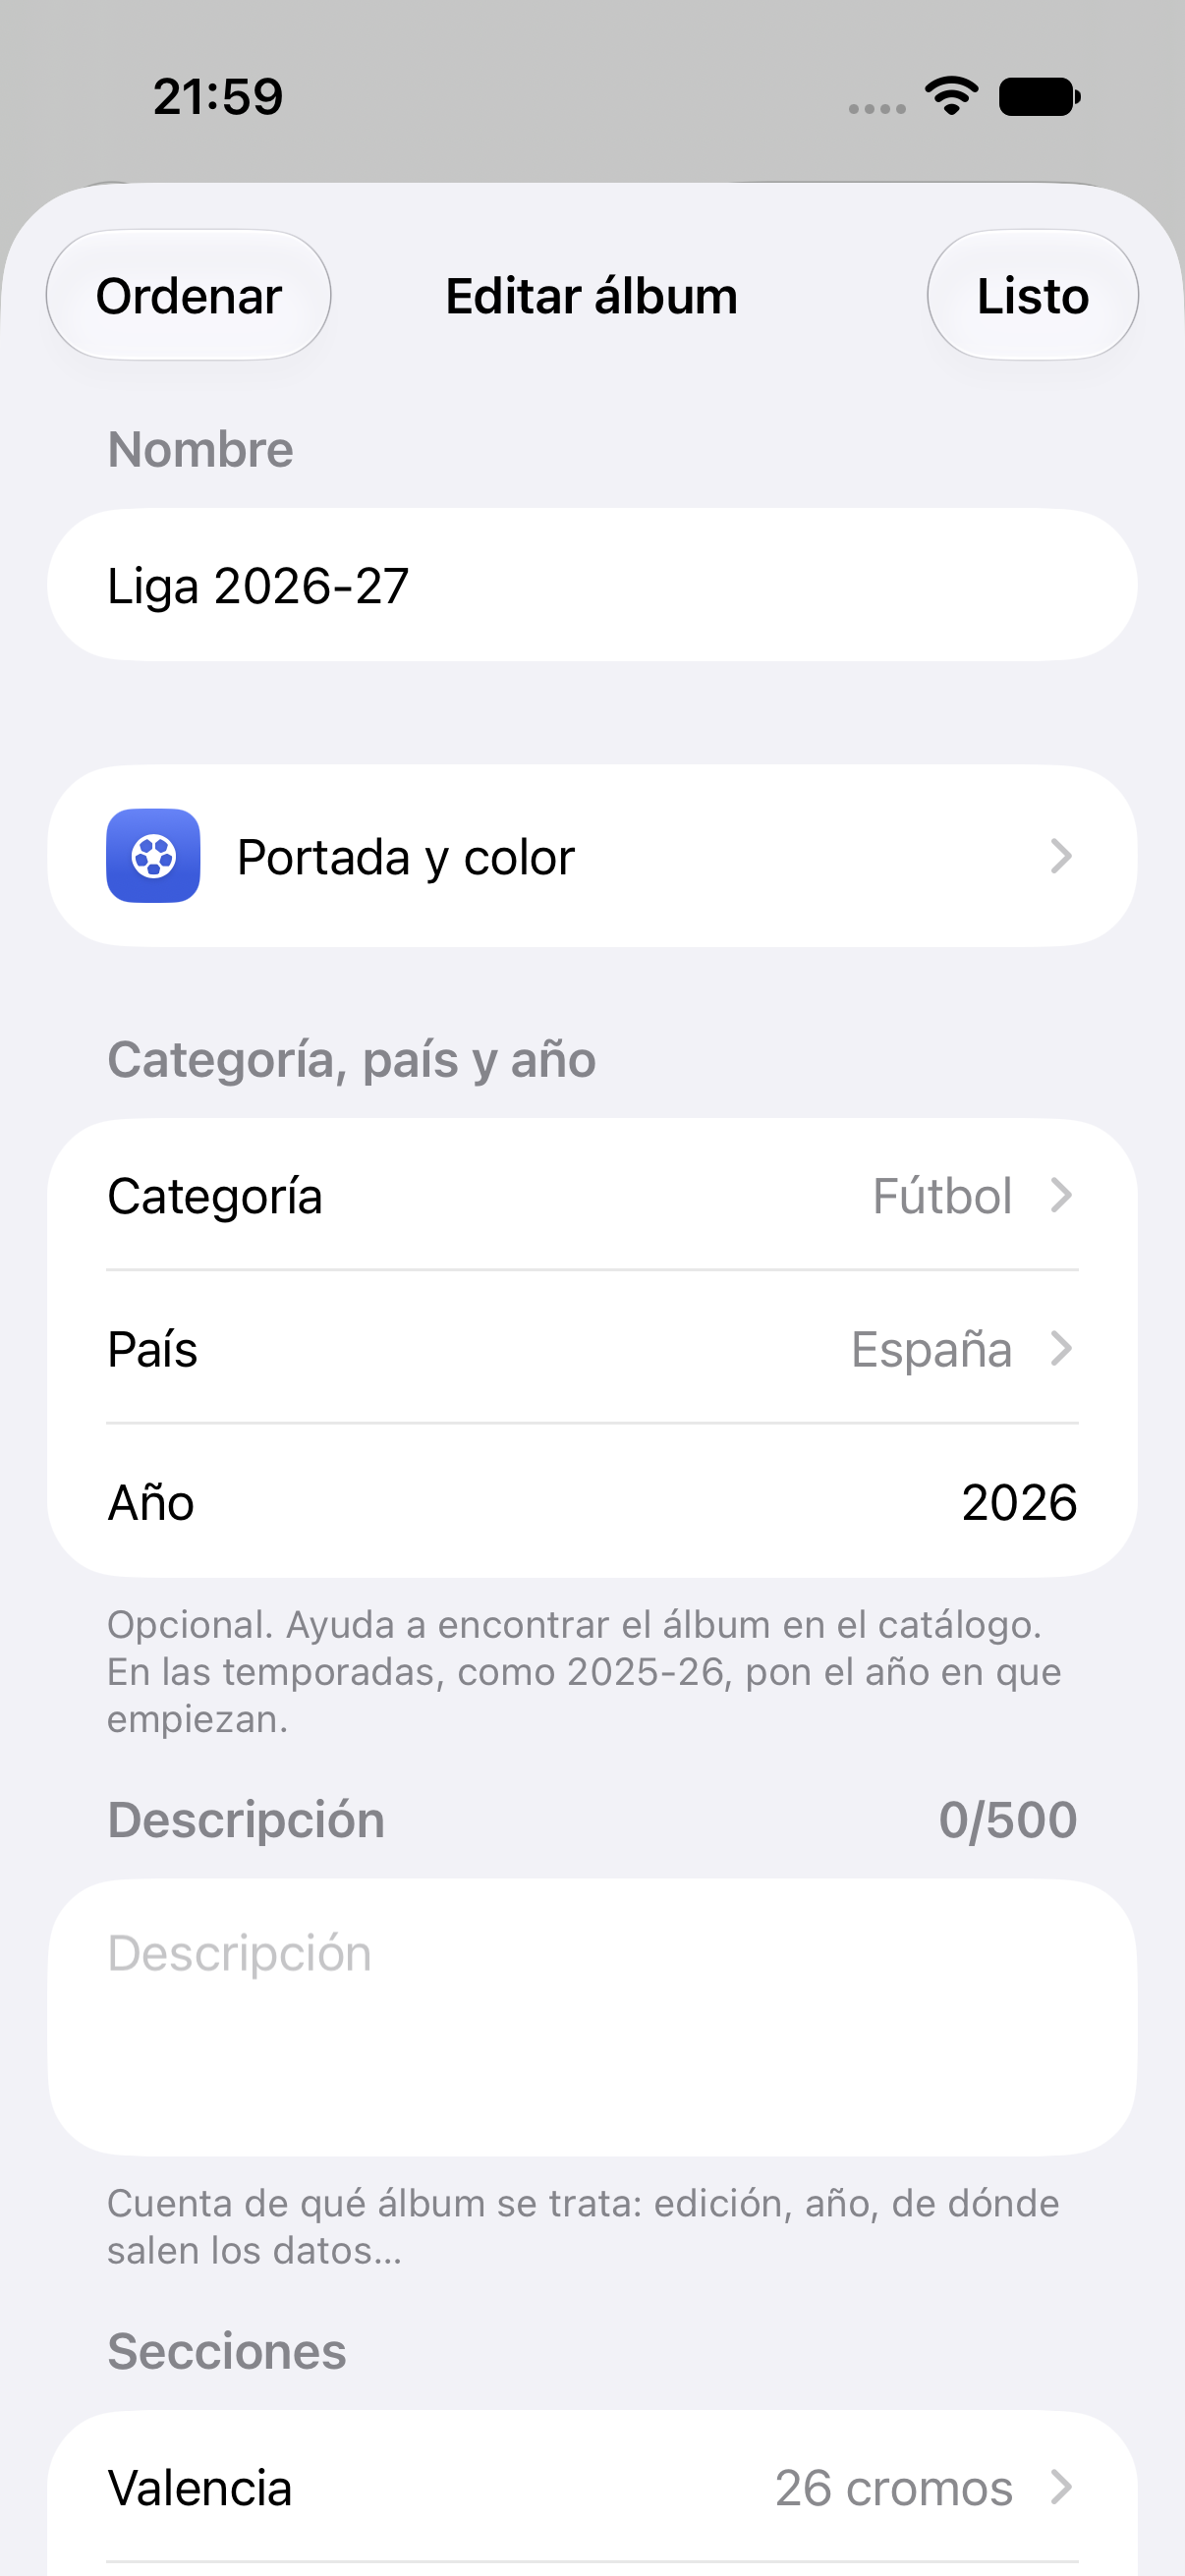 21:59
Ordenar
Editar álbum
Listo
Nombre
Liga 2026-27
Portada y color
Categoría, país y año
Categoría
Fútbol
País
España
Año
2026
Opcional. Ayuda a encontrar el álbum en el catálogo.
En las temporadas, como 2025-26, pon el año en que
empiezan.
Descripción
0/500
Descripción
Cuenta de qué álbum se trata: edición, año, de dónde
salen los datos...
Secciones
Valencia
26 cromos